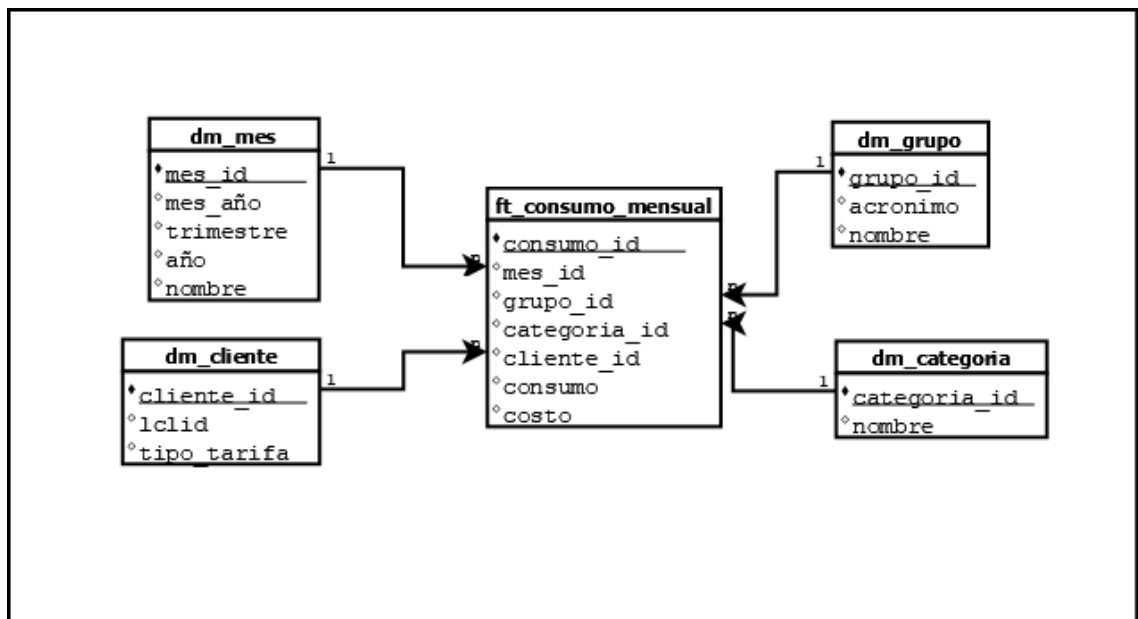 dm_mes
mes_id
mes_año
trimestre
año
nombre
1
n
dm_cliente
cliente_id
lclid
tipo_tarifa
1
n
ft_consumo_mensual
consumo_id
mes_id
grupo_id
categoria_id
cliente_id
consumo
costo
dm_grupo
grupo_id
acronimo
nombre
1
n
dm_categoria
categoria_id
nombre
1
n